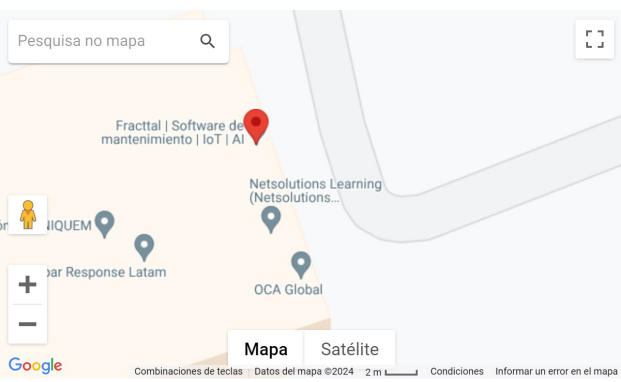 Pesquisa no mapa
Fracttal | Software de
mantenimiento | IoT | AI
Netsolutions Learning
(Netsolutions...
NIQUEM
bar Response Latam
OCA Global
Mapa
Satélite
Google
Combinaciones de teclas
Datos del mapa ©2024
2 m
Condiciones
Informar un error en el mapa